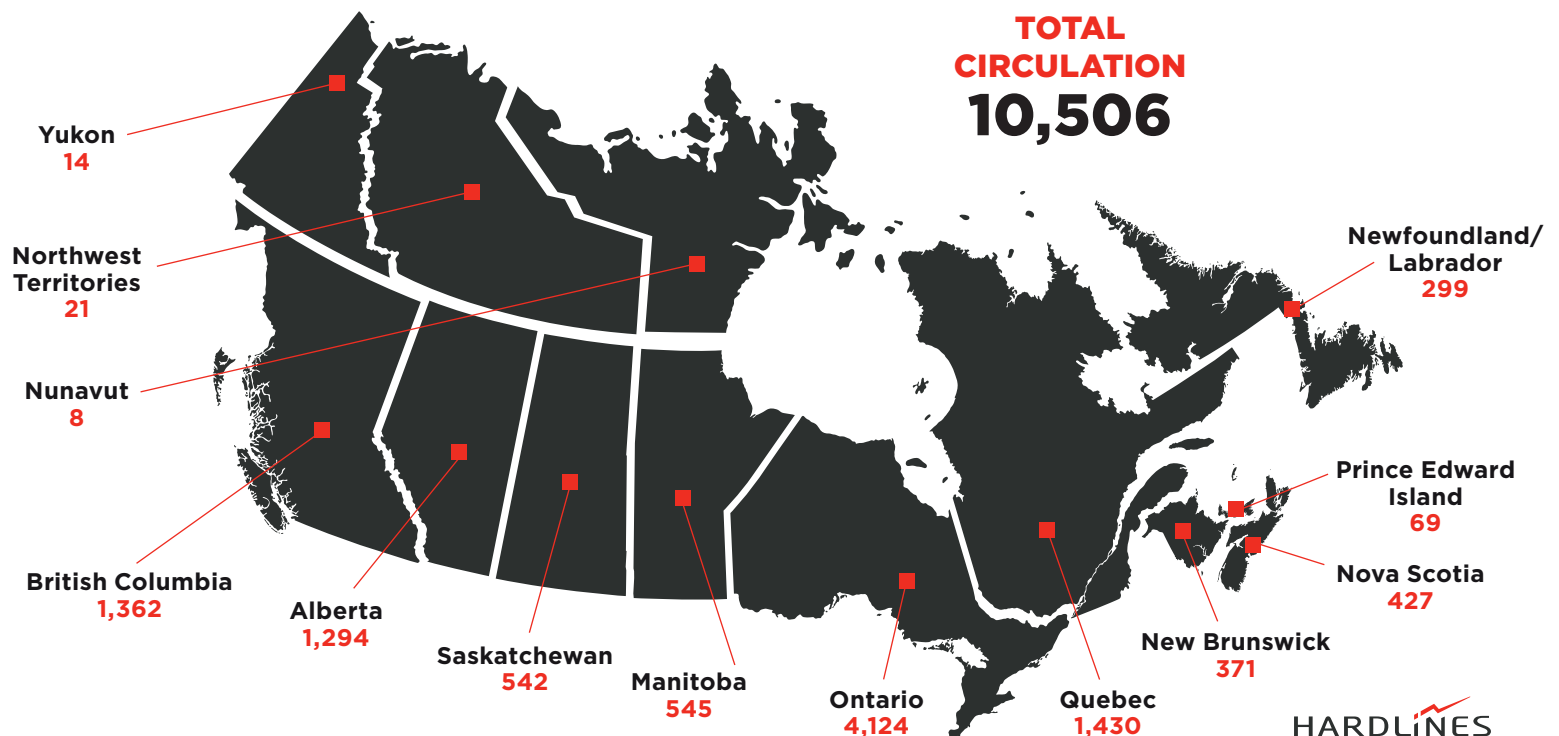 TOTAL
CIRCULATION
10,506
Yukon
14
Northwest
Territories
21
Nunavut
8
British Columbia
1,362
Alberta
1,294
Saskatchewan
542
Manitoba
545
Ontario
4,124
Quebec
1,430
New Brunswick
371
Nova Scotia
427
Prince Edward
Island
69
Newfoundland/
Labrador
299
HARDLINES